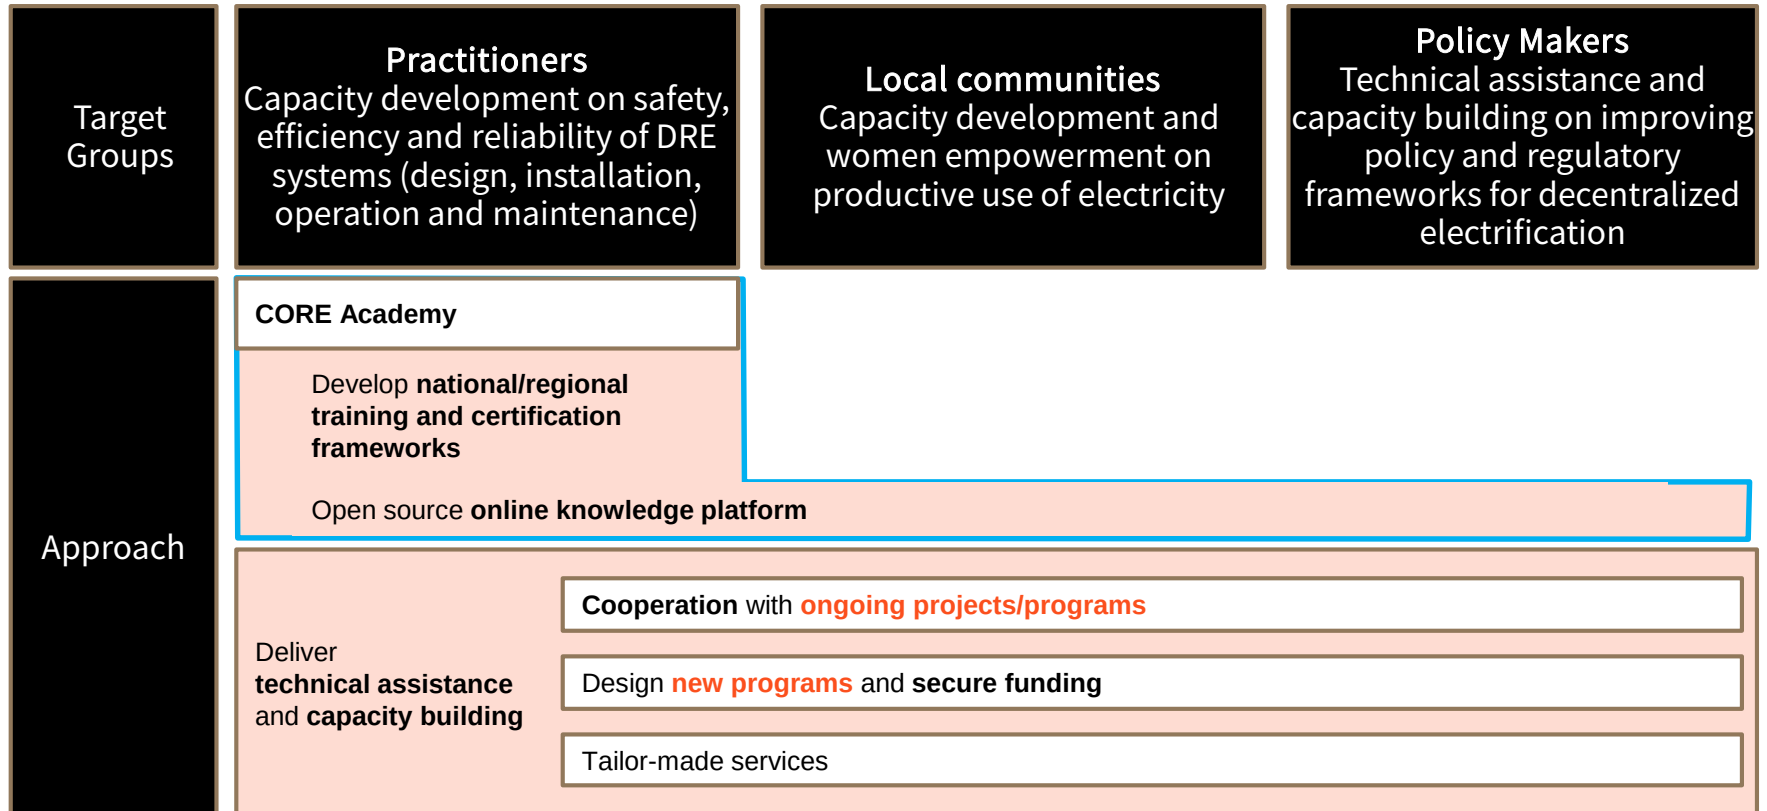 Target
Groups
Practitioners
Capacity development on safety,
efficiency and reliability of DRE
systems (design, installation,
operation and maintenance)
Local communities
Capacity development and
women empowerment on
productive use of electricity
Policy Makers
Technical assistance and
capacity building on improving
policy and regulatory
frameworks for decentralized
electrification
Approach
CORE Academy
Develop national/regional
training and certification
frameworks
Open source online knowledge platform
Deliver
technical assistance
and capacity building
Cooperation with ongoing projects/programs
Design new programs and secure funding
Tailor-made services